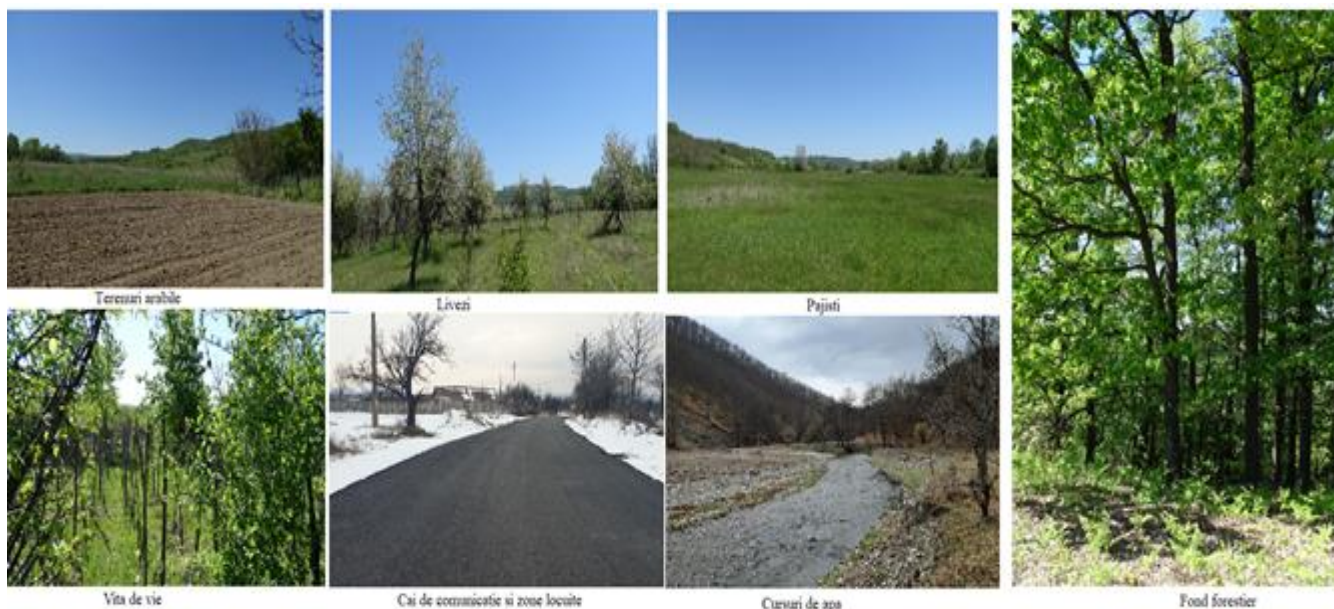 Terenuri arabile
Livezi
Pajisti
Vita de vie
Cai de comunicatie si zone locuite
Cursuri de apa
Fond forestier